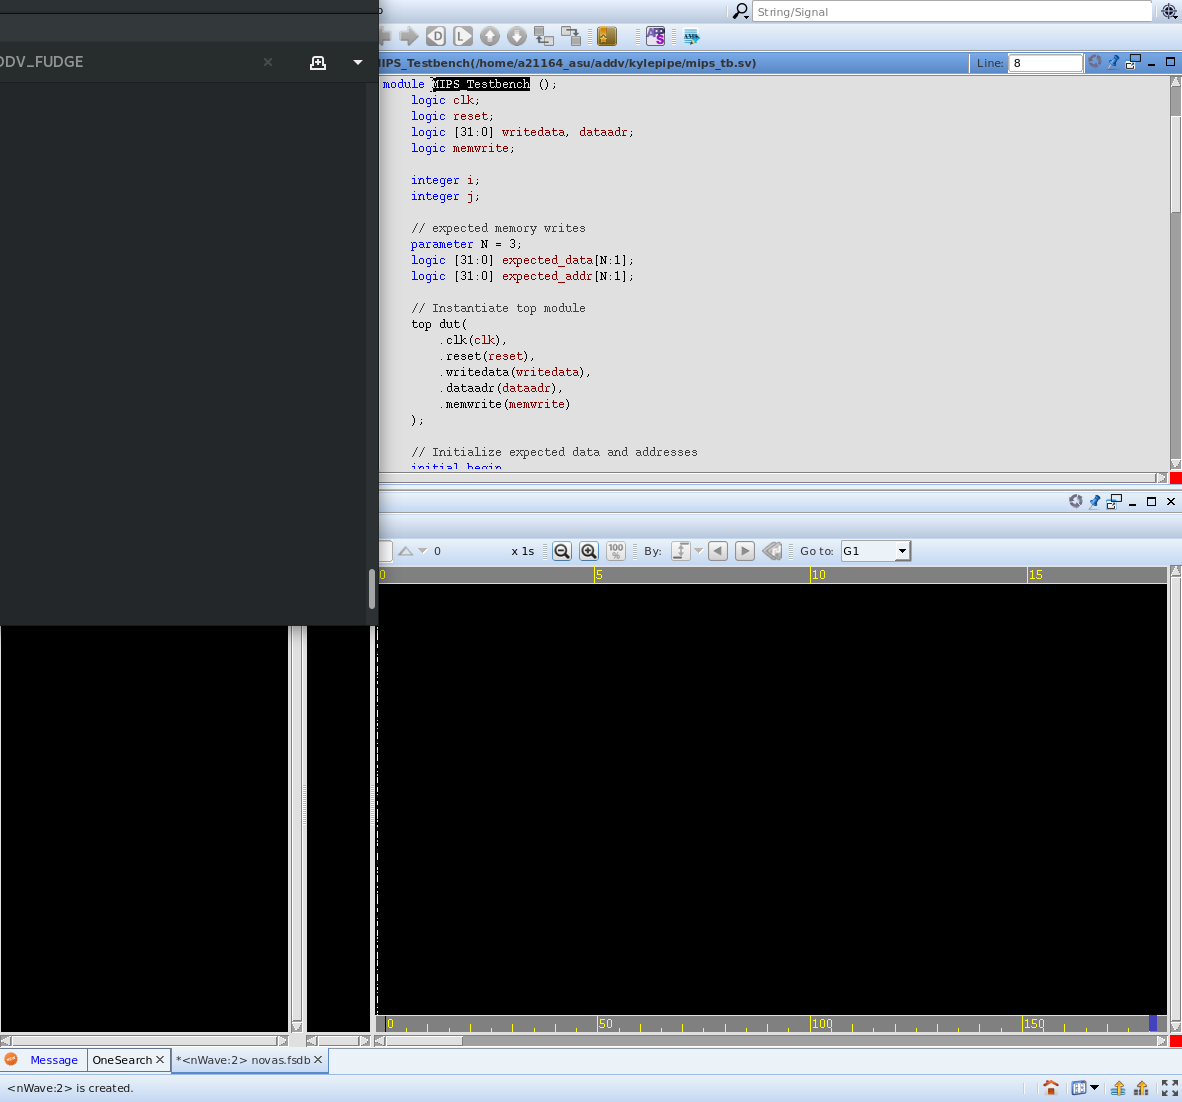 String/Signal
DDV_FUDGE
MIPS_Testbench(/home/a21164_asu/addv/kylepipe/mips_tb.sv)
Line: 8
module MIPS_Testbench ();
logic clk;
logic reset;
logic [31:0] writedata, dataadr;
logic memwrite;
integer i;
integer j;
// expected memory writes
parameter N = 3;
logic [31:0] expected_data[N:1];
logic [31:0] expected_addr[N:1];
// Instantiate top module
top dut(
.clk(clk),
.reset(reset),
.writedata(writedata),
.dataadr(dataadr),
.memwrite(memwrite)
);
// Initialize expected data and addresses
initial begin
0 x 1s 100% By: Go to: G1
0 5 10 15
0 50 100 150
Message OneSearch *<nWave:2> novas.fsdb
<nWave:2> is created.